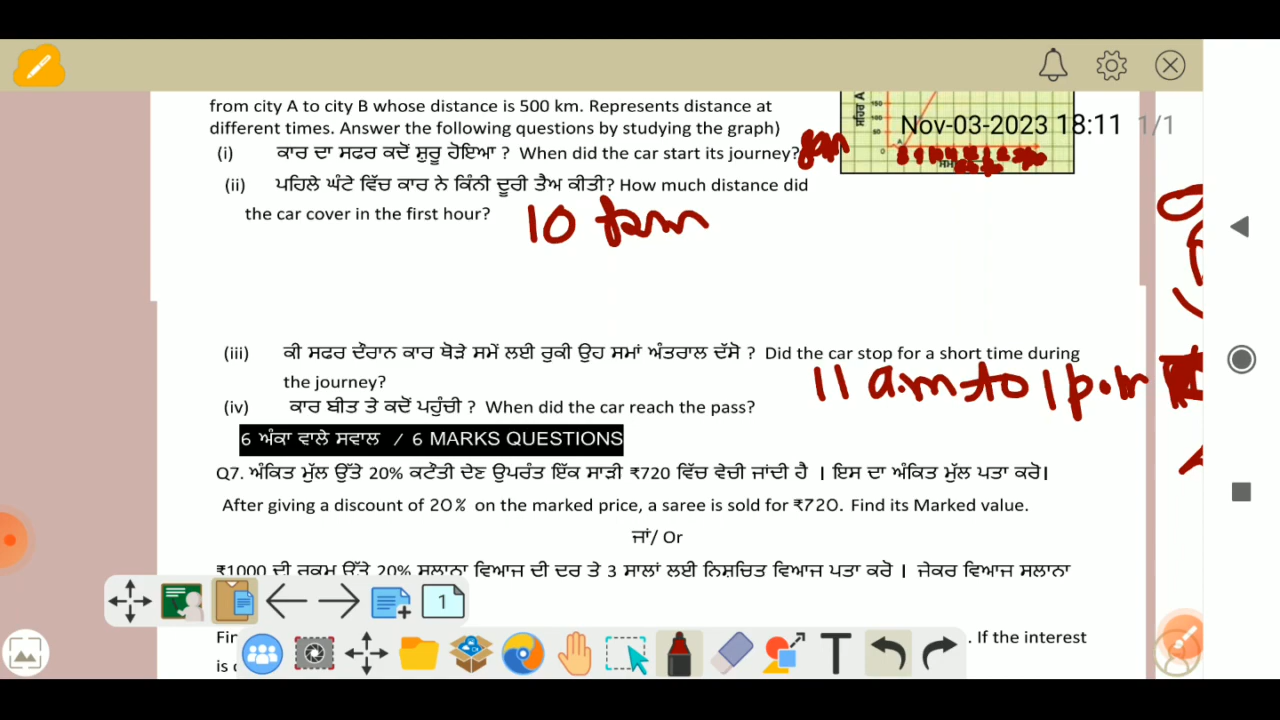 from city A to city B whose distance is 500 km. Represents distance at
different times. Answer the following questions by studying the graph)
Nov-03-2023 18:11 1/1
150
100
50
0
A
(i) ਕਾਰ ਦਾ ਸਫਰ ਕਦੋਂ ਸ਼ੁਰੂ ਹੋਇਆ ? When did the car start its journey?
(ii) ਪਹਿਲੇ ਘੰਟੇ ਵਿੱਚ ਕਾਰ ਨੇ ਕਿੰਨੀ ਦੂਰੀ ਤੈਅ ਕੀਤੀ? How much distance did
the car cover in the first hour?
10 km
(iii) ਕੀ ਸਫਰ ਦੌਰਾਨ ਕਾਰ ਥੋੜੇ ਸਮੇਂ ਲਈ ਰੁਕੀ ਉਹ ਸਮਾਂ ਅੰਤਰਾਲ ਦੱਸੋ ? Did the car stop for a short time during
the journey?
11 a.m to 1 p.m
(iv) ਕਾਰ ਬੀਤ ਤੇ ਕਦੋਂ ਪਹੁੰਚੀ ? When did the car reach the pass?
6 ਅੰਕਾ ਵਾਲੇ ਸਵਾਲ / 6 MARKS QUESTIONS
Q7. ਅੰਕਿਤ ਮੁੱਲ ਉੱਤੇ 20% ਕਟੌਤੀ ਦੇਣ ਉਪਰੰਤ ਇੱਕ ਸਾੜੀ ₹720 ਵਿੱਚ ਵੇਚੀ ਜਾਂਦੀ ਹੈ । ਇਸ ਦਾ ਅੰਕਿਤ ਮੁੱਲ ਪਤਾ ਕਰੋ।
After giving a discount of 20% on the marked price, a saree is sold for ₹720. Find its Marked value.
ਜਾਂ/ Or
₹1000 ਦੀ ਰਕਮ ਉੱਤੇ 20% ਸਲਾਨਾ ਵਿਆਜ ਦੀ ਦਰ ਤੇ 3 ਸਾਲਾਂ ਲਈ ਨਿਸ਼ਚਿਤ ਵਿਆਜ ਪਤਾ ਕਰੋ । ਜੇਕਰ ਵਿਆਜ ਸਲਾਨਾ
1
. If the interest
T